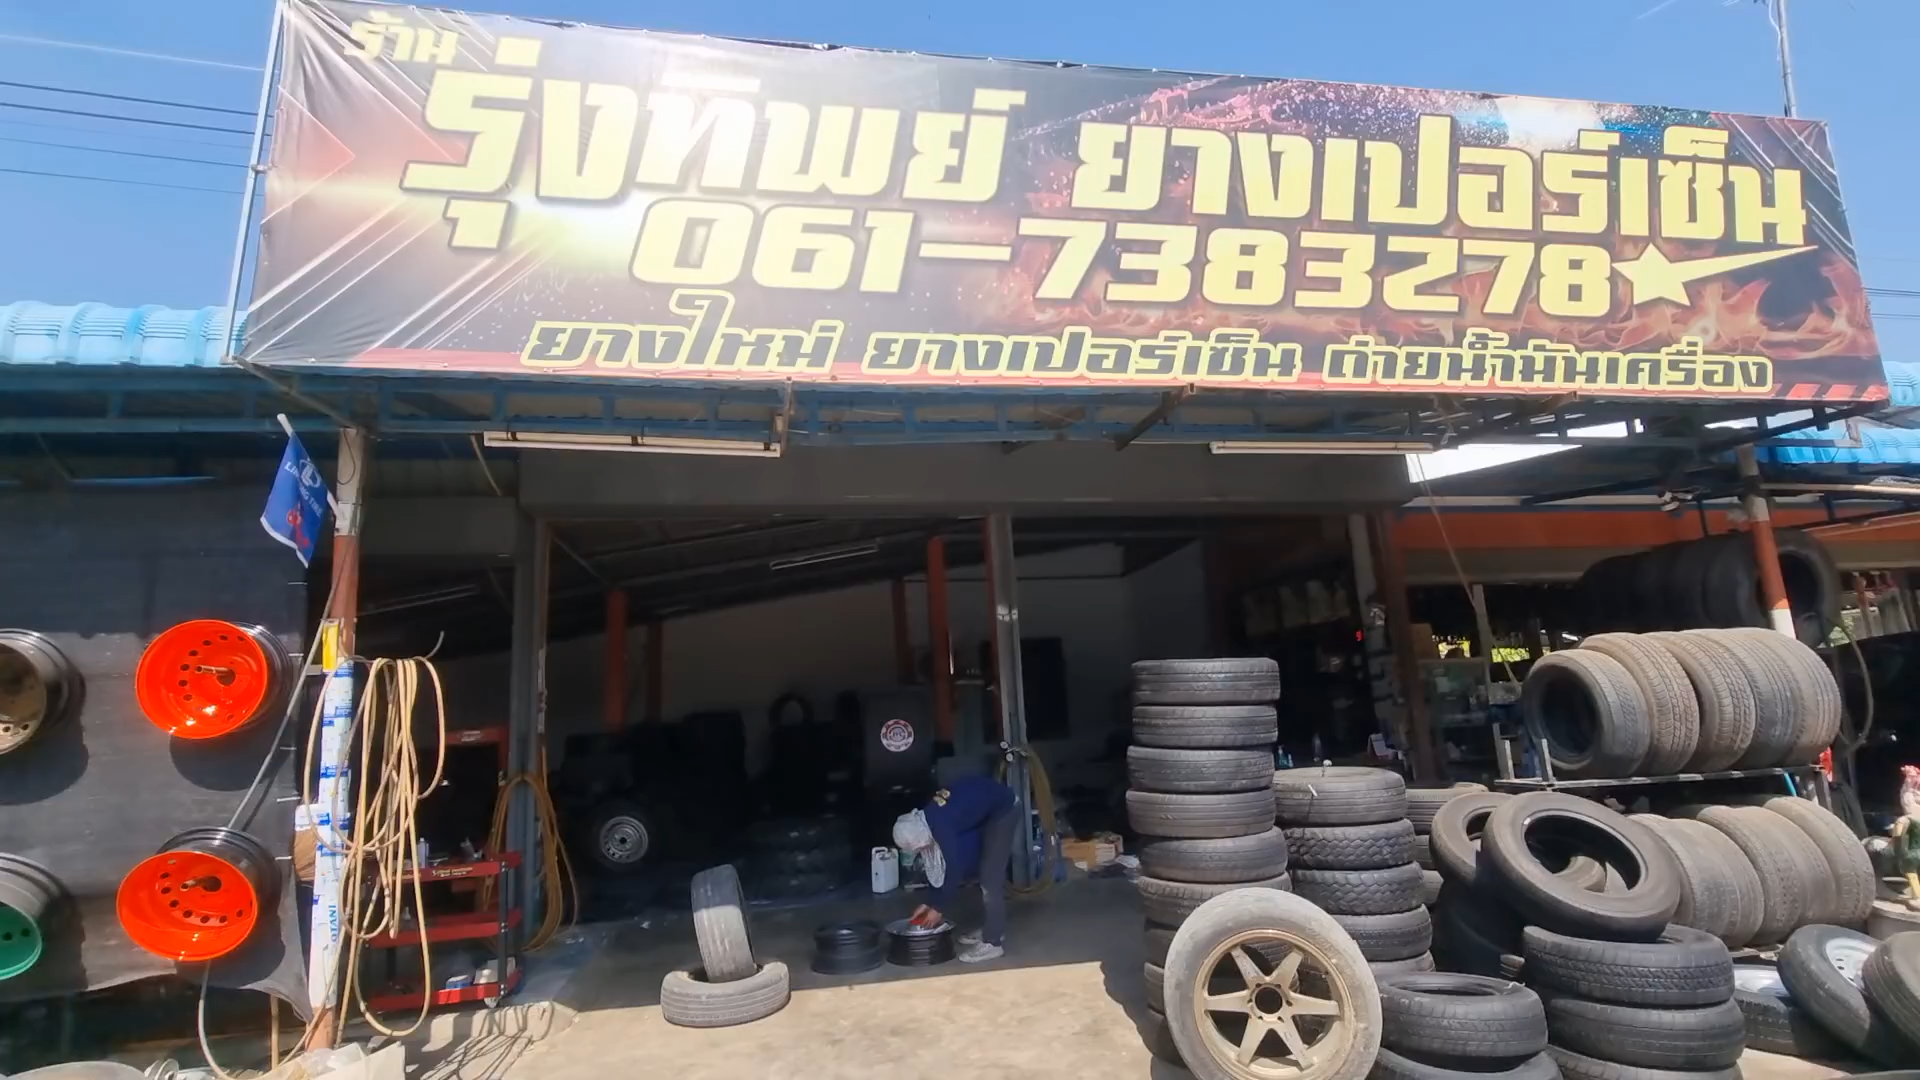 ร้าน
รุ่งทิพย์ ยางเปอร์เซ็น
061-7383278
ยางใหม่ ยางเปอร์เซ็น ถ่ายน้ำมันเครื่อง